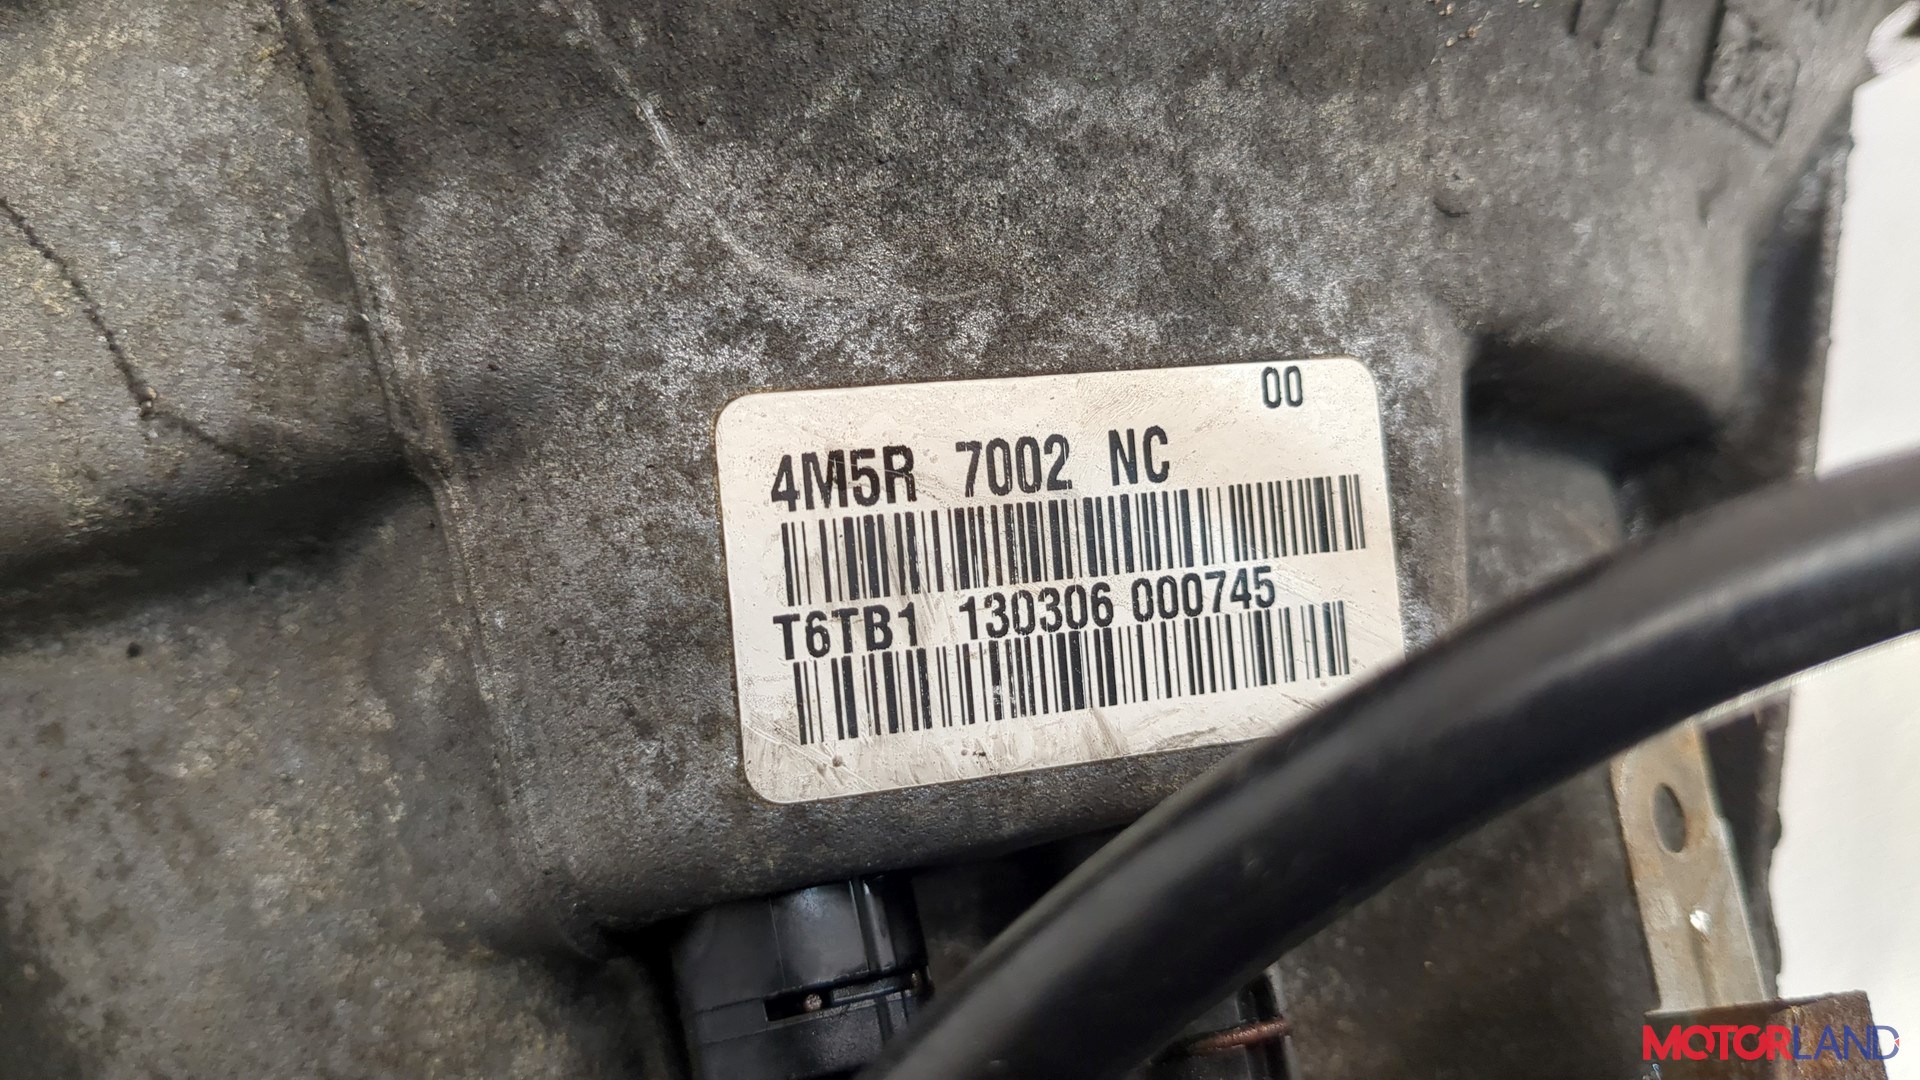 00
4M5R 7002 NC
T6TB1 130306 000745
MOTORLAND